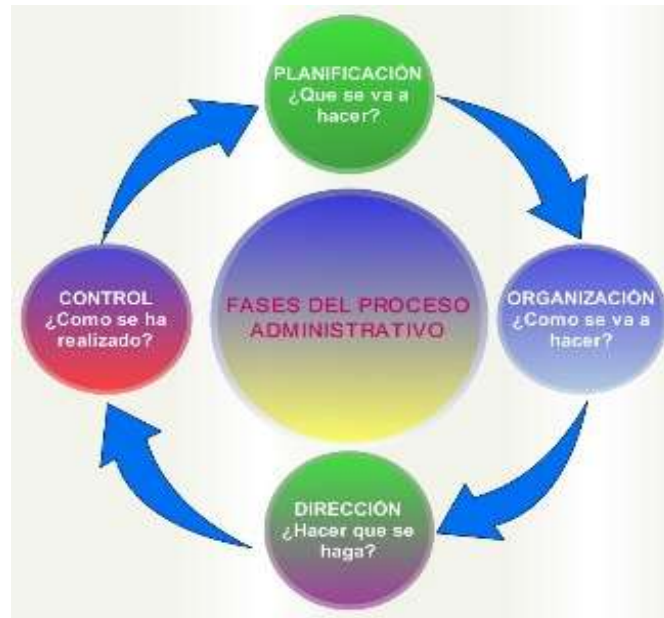 PLANIFICACIÓN
¿Que se va a
hacer?
CONTROL
¿Como se ha
realizado?
FASES DEL PROCESO
ADMINISTRATIVO
ORGANIZACIÓN
¿Como se va a
hacer?
DIRECCIÓN
¿Hacer que se
haga?